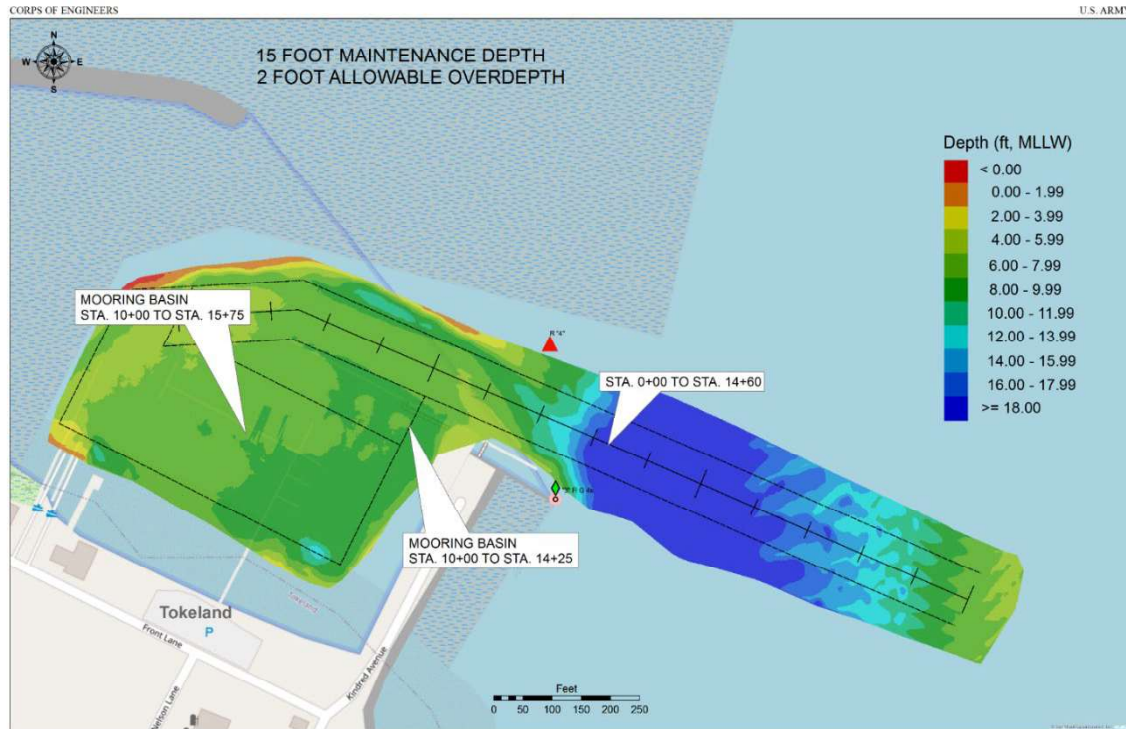 CORPS OF ENGINEERS
U.S. ARMY
N
W
E
S
15 FOOT MAINTENANCE DEPTH
2 FOOT ALLOWABLE OVERDEPTH
Depth (ft, MLLW)
< 0.00
0.00 - 1.99
2.00 - 3.99
4.00 - 5.99
6.00 - 7.99
8.00 - 9.99
10.00 - 11.99
12.00 - 13.99
14.00 - 15.99
16.00 - 17.99
>= 18.00
MOORING BASIN
STA. 10+00 TO STA. 15+75
R "4"
STA. 0+00 TO STA. 14+60
MOORING BASIN
STA. 10+00 TO STA. 14+25
Tokeland
Tokeland
P
Front Lane
Kindred Avenue
Nelson Lane
Feet
0 50 100 150 200 250